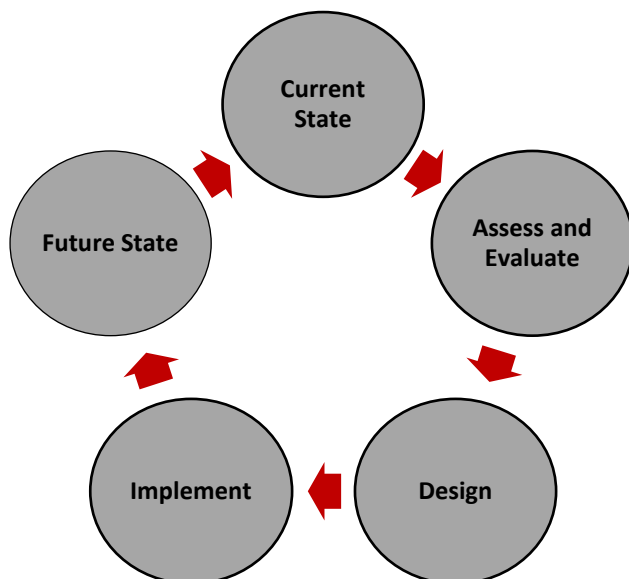 Current
State
Assess and
Evaluate
Design
Implement
Future State